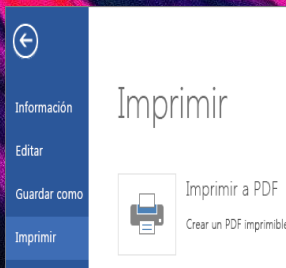 Información
Editar
Guardar como
Imprimir
Imprimir
Imprimir a PDF
Crear un PDF imprimible